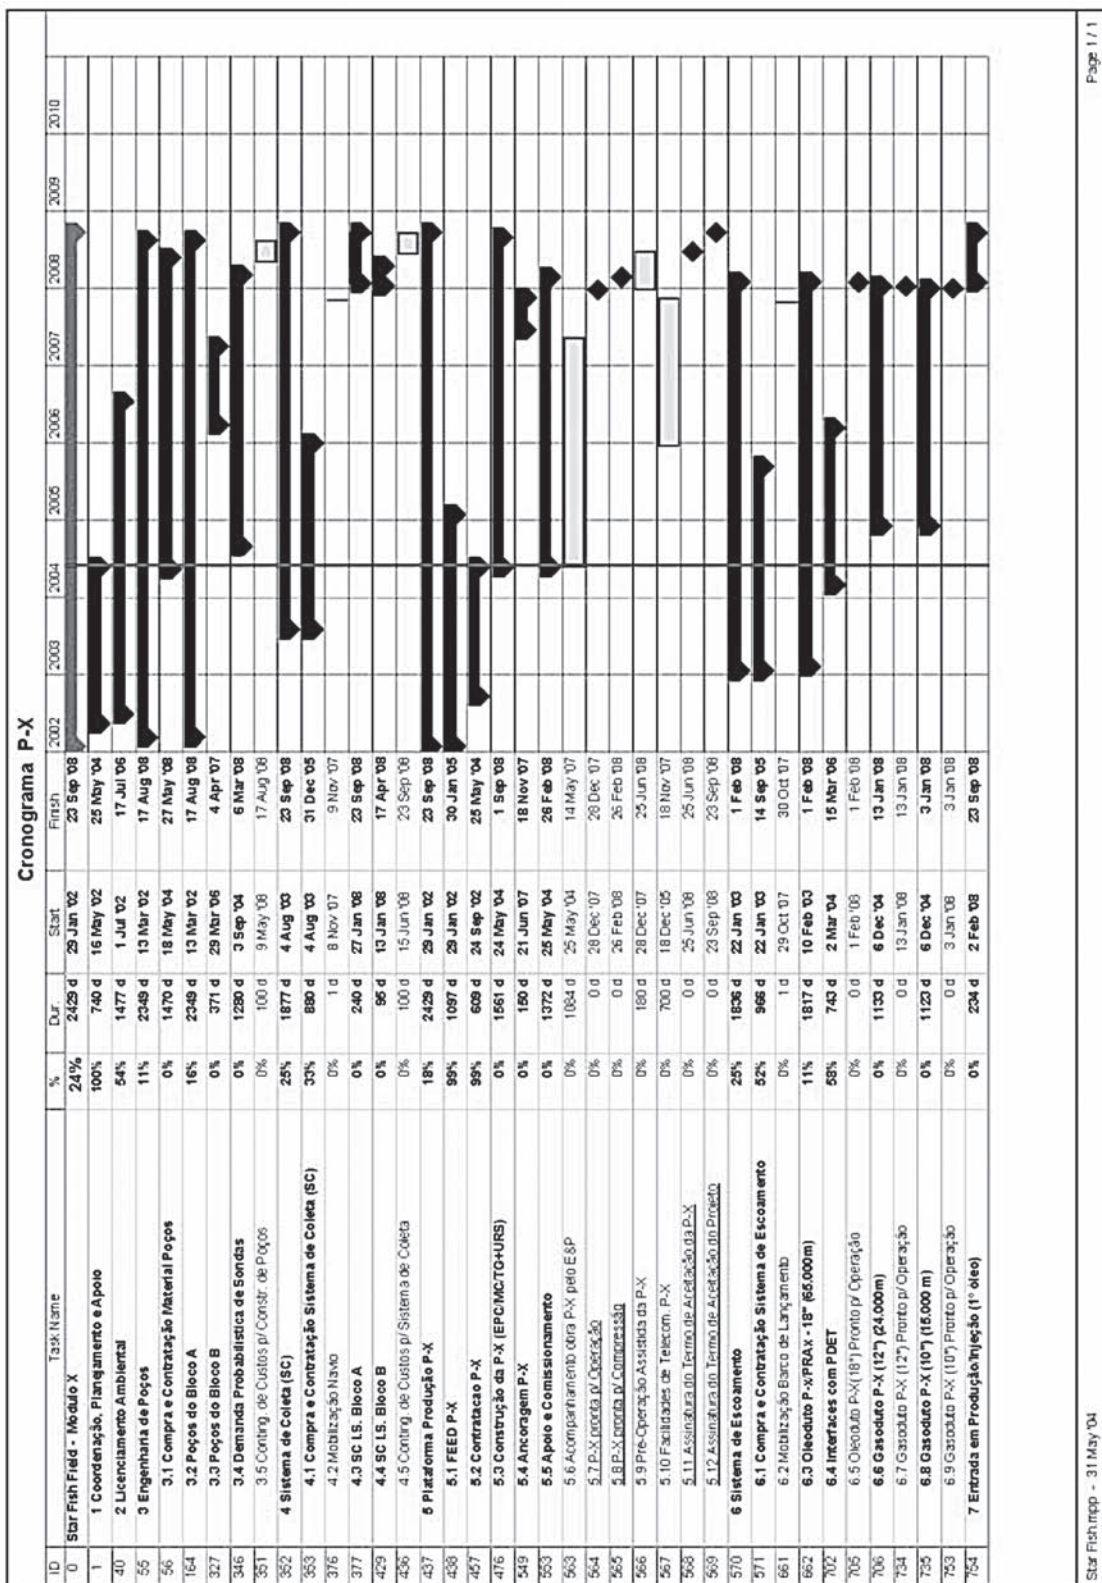 Cronograma P-X
ID Task Name % Dur. Start Finish 2002 2003 2004 2005 2006 2007 2008 2009 2010
0 Star Fish Field - Modulo X 24% 2429 d 29 Jan '02 23 Sep '08
1 1 Coordenação, Planejamento e Apoio 100% 740 d 16 May '02 25 May '04
40 2 Licenciamento Ambiental 54% 1477 d 1 Jul '02 17 Jul '06
55 3 Engenharia de Poços 11% 2349 d 13 Mar '02 17 Aug '08
56 3.1 Compra e Contratação Material Poços 0% 1470 d 18 May '04 27 May '08
164 3.2 Poços do Bloco A 16% 2349 d 13 Mar '02 17 Aug '08
327 3.3 Poços do Bloco B 0% 371 d 29 Mar '06 4 Apr '07
346 3.4 Demanda Probabilística de Sondas 0% 1280 d 3 Sep '04 6 Mar '08
351 3.5 Conting. de Custos p/ Constr. de Poços 0% 100 d 9 May '08 17 Aug '08
352 4 Sistema de Coleta (SC) 25% 1877 d 4 Aug '03 23 Sep '08
353 4.1 Compra e Contratação Sistema de Coleta (SC) 33% 880 d 4 Aug '03 31 Dec '05
376 4.2 Mobilização Navio 0% 1 d 8 Nov '07 9 Nov '07
377 4.3 SC I.S. Bloco A 0% 240 d 27 Jan '08 23 Sep '08
429 4.4 SC I.S. Bloco B 0% 95 d 13 Jan '08 17 Apr '08
436 4.5 Conting. de Custos p/ Sistema de Coleta 0% 100 d 15 Jun '08 23 Sep '08
437 5 Plataforma Produção P-X 18% 2429 d 29 Jan '02 23 Sep '08
438 5.1 FEED P-X 99% 1097 d 29 Jan '02 30 Jan '05
457 5.2 Contratacao P-X 99% 609 d 24 Sep '02 25 May '04
476 5.3 Construção da P-X (EPC/MC/TO+URS) 0% 1561 d 24 May '04 1 Sep '08
549 5.4 Ancoragem P-X 0% 150 d 21 Jun '07 18 Nov '07
553 5.5 Apoio e Comissionamento 0% 1372 d 25 May '04 26 Feb '08
563 5.6 Acompanhamento obra P-X pelo E&P 0% 1084 d 25 May '04 14 May '07
564 5.7 P-X pronta p/ Operação 0% 0 d 28 Dec '07 28 Dec '07
565 5.8 P-X pronta p/ Compressão 0% 0 d 26 Feb '08 26 Feb '08
566 5.9 Pré-Operação Assistida da P-X 0% 180 d 28 Dec '07 25 Jun '08
567 5.10 Facilidades de Telecom. P-X 0% 700 d 18 Dec '05 18 Nov '07
568 5.11 Assinatura do Termo de Aceitação da P-X 0% 0 d 25 Jun '08 25 Jun '08
569 5.12 Assinatura do Termo de Aceitação do Projeto 0% 0 d 23 Sep '08 23 Sep '08
570 6 Sistema de Escoamento 25% 1836 d 22 Jan '03 1 Feb '08
571 6.1 Compra e Contratação Sistema de Escoamento 52% 966 d 22 Jan '03 14 Sep '05
661 6.2 Mobilização Barco de Lançamento 0% 1 d 29 Oct '07 30 Oct '07
662 6.3 Oleoduto P-X/PRAx - 18" (65.000m) 11% 1817 d 10 Feb '03 1 Feb '08
702 6.4 Interfaces com PDET 58% 743 d 2 Mar '04 15 Mar '06
705 6.5 Oleoduto P-X(18") Pronto p/ Operação 0% 0 d 1 Feb '08 1 Feb '08
706 6.6 Gasoduto P-X (12") (24.000m) 0% 1133 d 6 Dec '04 13 Jan '08
734 6.7 Gasoduto P-X (12") Pronto p/ Operação 0% 0 d 13 Jan '08 13 Jan '08
735 6.8 Gasoduto P-X (10") (15.000 m) 0% 1123 d 6 Dec '04 3 Jan '08
753 6.9 Gasoduto P-X (10") Pronto p/ Operação 0% 0 d 3 Jan '08 3 Jan '08
754 7 Entrada em Produção/Injeção (1º oleo) 0% 234 d 2 Feb '08 23 Sep '08
Star Fish.mpp - 31 May '04 Page 1 / 1